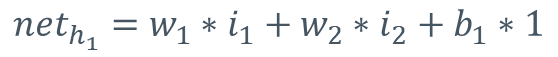 net_{h_1} = w_1 * i_1 + w_2 * i_2 + b_1 * 1